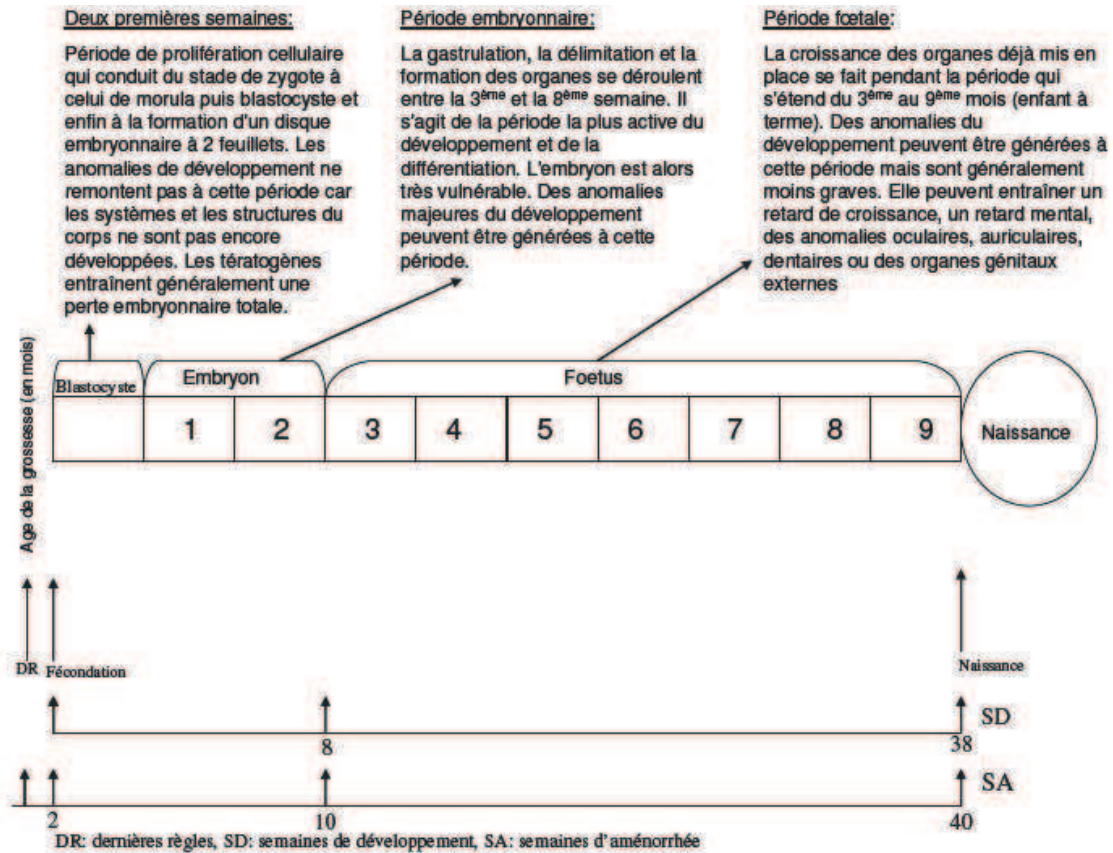 Deux premières semaines:
Période de prolifération cellulaire
qui conduit du stade de zygote à
celui de morula puis blastocyste et
enfin à la formation d'un disque
embryonnaire à 2 feuillets. Les
anomalies de développement ne
remontent pas à cette période car
les systèmes et les structures du
corps ne sont pas encore
développées. Les tératogènes
entraînent généralement une
perte embryonnaire totale.
Période embryonnaire:
La gastrulation, la délimitation et la
formation des organes se déroulent
entre la 3ème et la 8ème semaine. Il
s'agit de la période la plus active du
développement et de la
différentiation. L'embryon est alors
très vulnérable. Des anomalies
majeures du développement
peuvent être générées à cette
période.
Période fœtale:
La croissance des organes déjà mis en
place se fait pendant la période qui
s'étend du 3ème au 9ème mois (enfant à
terme). Des anomalies du
développement peuvent être générées à
cette période mais sont généralement
moins graves. Elle peuvent entraîner un
retard de croissance, un retard mental,
des anomalies oculaires, auriculaires,
dentaires ou des organes génitaux
externes
Age de la grossesse (en mois)
Blastocyste Embryon Foetus
1 2 3 4 5 6 7 8 9 Naissance
DR Fécondation Naissance
8 38 SD
2 10 40 SA
DR: dernières règles, SD: semaines de développement, SA: semaines d'aménorrhée